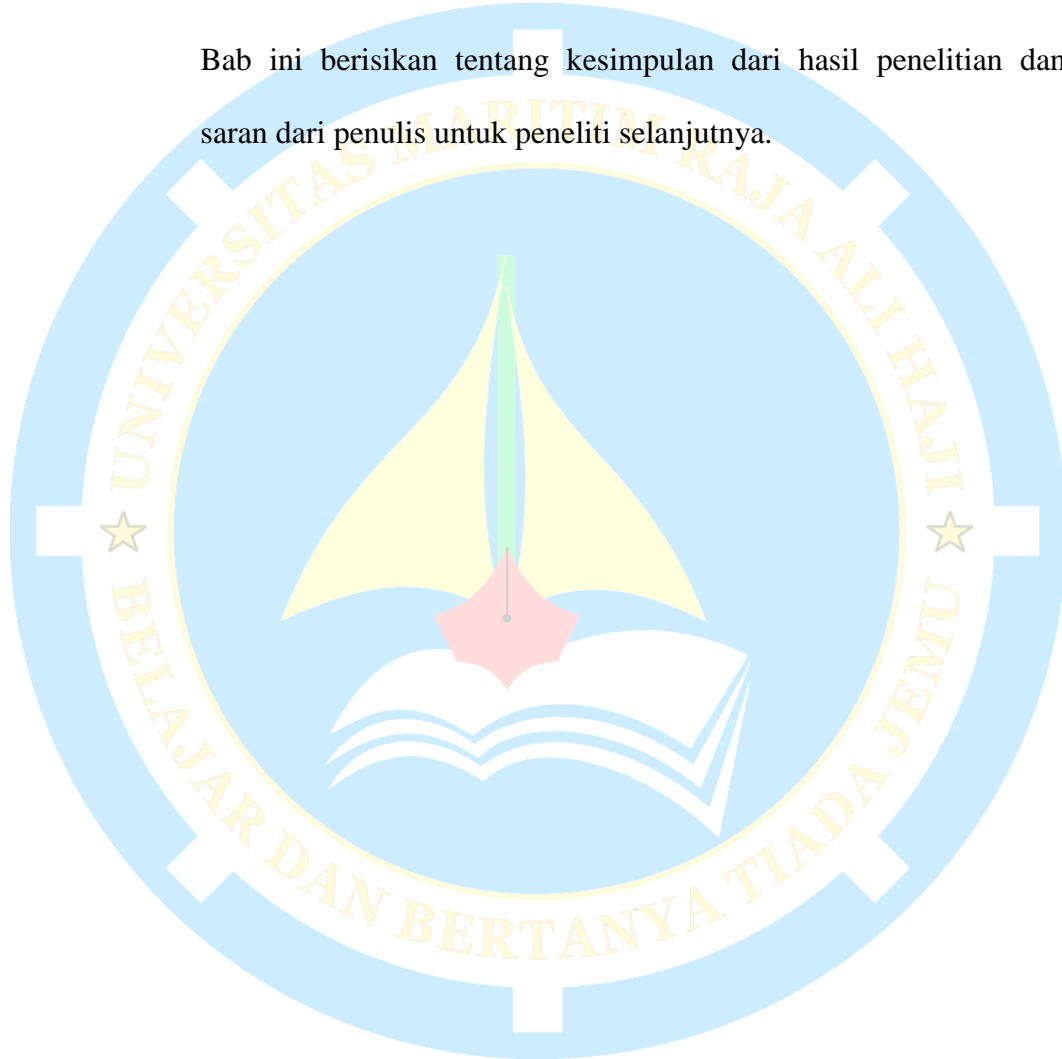 Bab ini berisikan tentang kesimpulan dari hasil penelitian dan
saran dari penulis untuk peneliti selanjutnya.
UNIVERSITAS MARITIM RAJA ALI HAJI
BELAJAR DAN BERTANYA TIADA JEMU